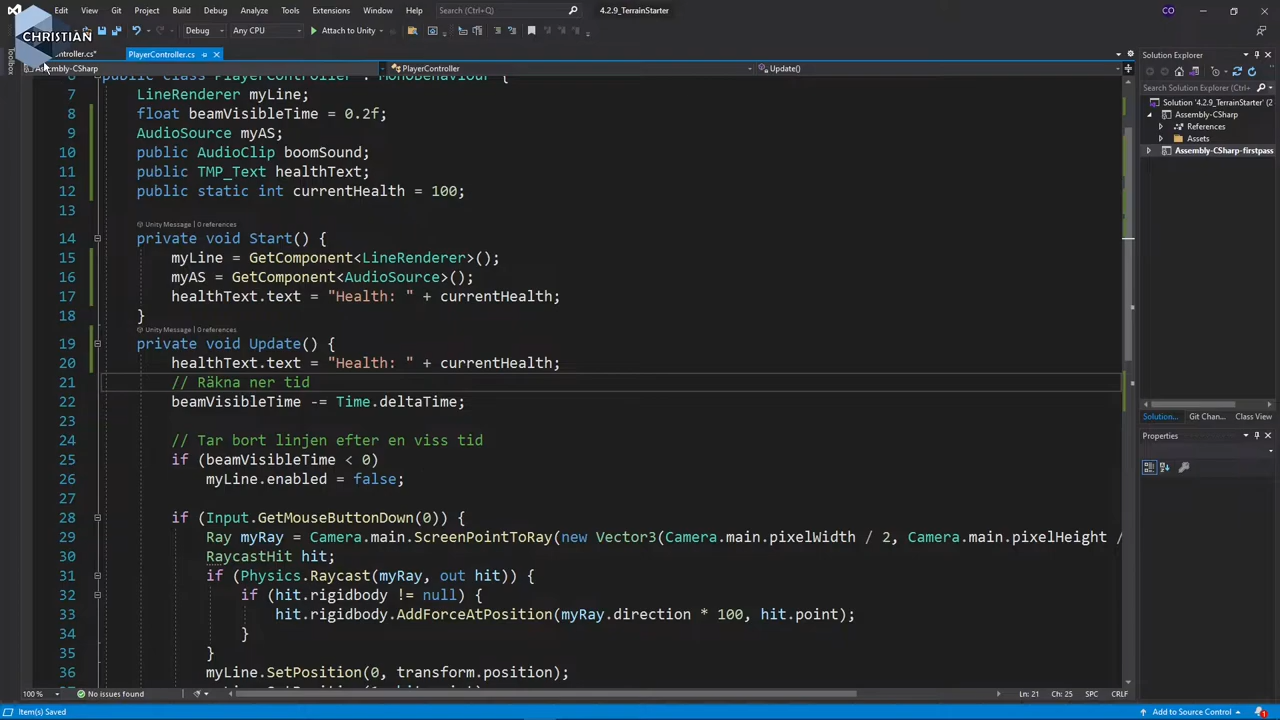 File Edit View Project Build Debug Analyze Tools Extensions Window Help Search (Ctrl+Q) 4.2.9_TerrainStarter CO
Debug Any CPU Attach to Unity
CHRISTIAN
Toolbox
ontroller.cs* PlayerController.cs
Assembly-CSharp PlayerController Update()
public class PlayerController : MonoBehaviour {
7 LineRenderer myLine;
8 float beamVisibleTime = 0.2f;
9 AudioSource myAS;
10 public AudioClip boomSound;
11 public TMP_Text healthText;
12 public static int currentHealth = 100;
13
Unity Message | 0 references
14 private void Start() {
15 myLine = GetComponent<LineRenderer>();
16 myAS = GetComponent<AudioSource>();
17 healthText.text = "Health: " + currentHealth;
18 }
Unity Message | 0 references
19 private void Update() {
20 healthText.text = "Health: " + currentHealth;
21 // Räkna ner tid
22 beamVisibleTime -= Time.deltaTime;
23
24 // Tar bort linjen efter en viss tid
25 if (beamVisibleTime < 0)
26 myLine.enabled = false;
27
28 if (Input.GetMouseButtonDown(0)) {
29 Ray myRay = Camera.main.ScreenPointToRay(new Vector3(Camera.main.pixelWidth / 2, Camera.main.pixelHeight /
30 RaycastHit hit;
31 if (Physics.Raycast(myRay, out hit)) {
32 if (hit.rigidbody != null) {
33 hit.rigidbody.AddForceAtPosition(myRay.direction * 100, hit.point);
34 }
35 }
36 myLine.SetPosition(0, transform.position);
Solution Explorer
Search Solution Explorer (Ctrl+
Solution '4.2.9_TerrainStarter' (2
Assembly-CSharp
References
Assets
Assembly-CSharp-firstpass
Solution... Git Chan... Class View
Properties
100 % No issues found Ln: 21 Ch: 25 SPC CRLF
Item(s) Saved Add to Source Control 1